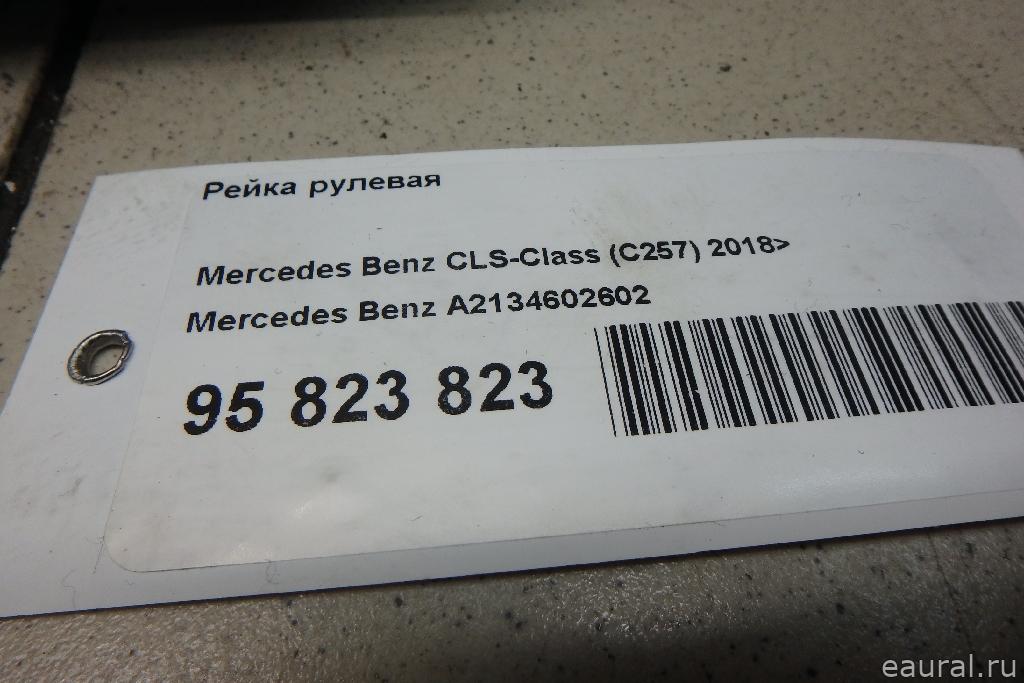 Рейка рулевая
Mercedes Benz CLS-Class (C257) 2018>
Mercedes Benz A2134602602
95 823 823
eaural.ru